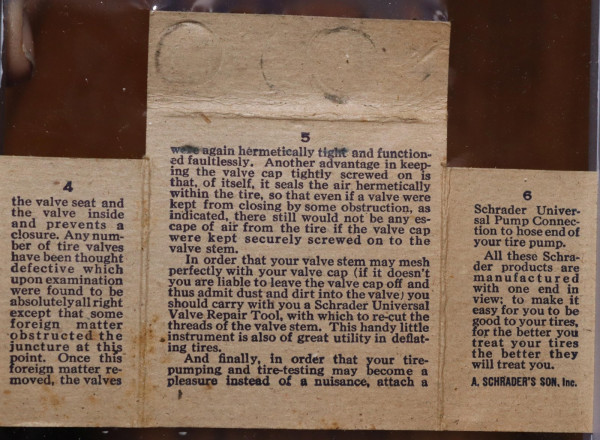 4
the valve seat and
the valve inside
and prevents a
closure. Any num-
ber of tire valves
have been thought
defective which
upon examination
were found to be
absolutelyall right
except that some
foreign matter
obstructed the
juncture at this
point. Once this
foreign matter re-
moved, the valves
5
were again hermetically tight and function-
ed faultlessly. Another advantage in keep-
ing the valve cap tightly screwed on is
that, of itself, it seals the air hermetically
within the tire, so that even if a valve were
kept from closing by some obstruction, as
indicated, there still would not be any es-
cape of air from the tire if the valve cap
were kept securely screwed on to the
valve stem.
In order that your valve stem may mesh
perfectly with your valve cap (if it doesn't
you are liable to leave the valve cap off and
thus admit dust and dirt into the valve) you
should carry with you a Schrader Universal
Valve Repair Tool, with which to re-cut the
threads of the valve stem. This handy little
instrument is also of great utility in deflat-
ing tires.
And finally, in order that your tire-
pumping and tire-testing may become a
pleasure instead of a nuisance, attach a
6
Schrader Univer-
sal Pump Connec-
tion to hose end of
your tire pump.
All these Schra-
der products are
manufactured
with one end in
view; to make it
easy for you to be
good to your tires,
for the better you
treat your tires
the better they
will treat you.
A. SCHRADER'S SON, Inc.